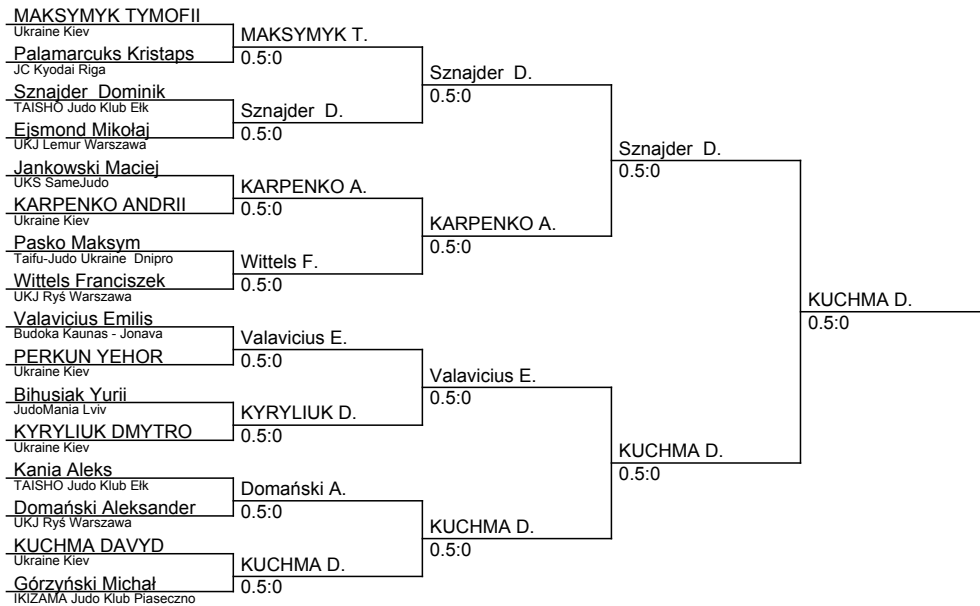 MAKSYMYK TYMOFII
Ukraine Kiev
Palamarcuks Kristaps
JC Kyodai Riga
Sznajder  Dominik
TAISHO Judo Klub Ełk
Ejsmond Mikołaj
UKJ Lemur Warszawa
Jankowski Maciej
UKS SameJudo
KARPENKO ANDRII
Ukraine Kiev
Pasko Maksym
Taifu-Judo Ukraine  Dnipro
Wittels Franciszek
UKJ Ryś Warszawa
Valavicius Emilis
Budoka Kaunas - Jonava
PERKUN YEHOR
Ukraine Kiev
Bihusiak Yurii
JudoMania Lviv
KYRYLIUK DMYTRO
Ukraine Kiev
Kania Aleks
TAISHO Judo Klub Ełk
Domański Aleksander
UKJ Ryś Warszawa
KUCHMA DAVYD
Ukraine Kiev
Górzyński Michał
IKIZAMA Judo Klub Piaseczno
MAKSYMYK T.
0.5:0
Sznajder  D.
0.5:0
KARPENKO A.
0.5:0
Wittels F.
0.5:0
Valavicius E.
0.5:0
KYRYLIUK D.
0.5:0
Domański A.
0.5:0
KUCHMA D.
0.5:0
Sznajder  D.
0.5:0
KARPENKO A.
0.5:0
Valavicius E.
0.5:0
KUCHMA D.
0.5:0
Sznajder  D.
0.5:0
KUCHMA D.
0.5:0
KUCHMA D.
0.5:0